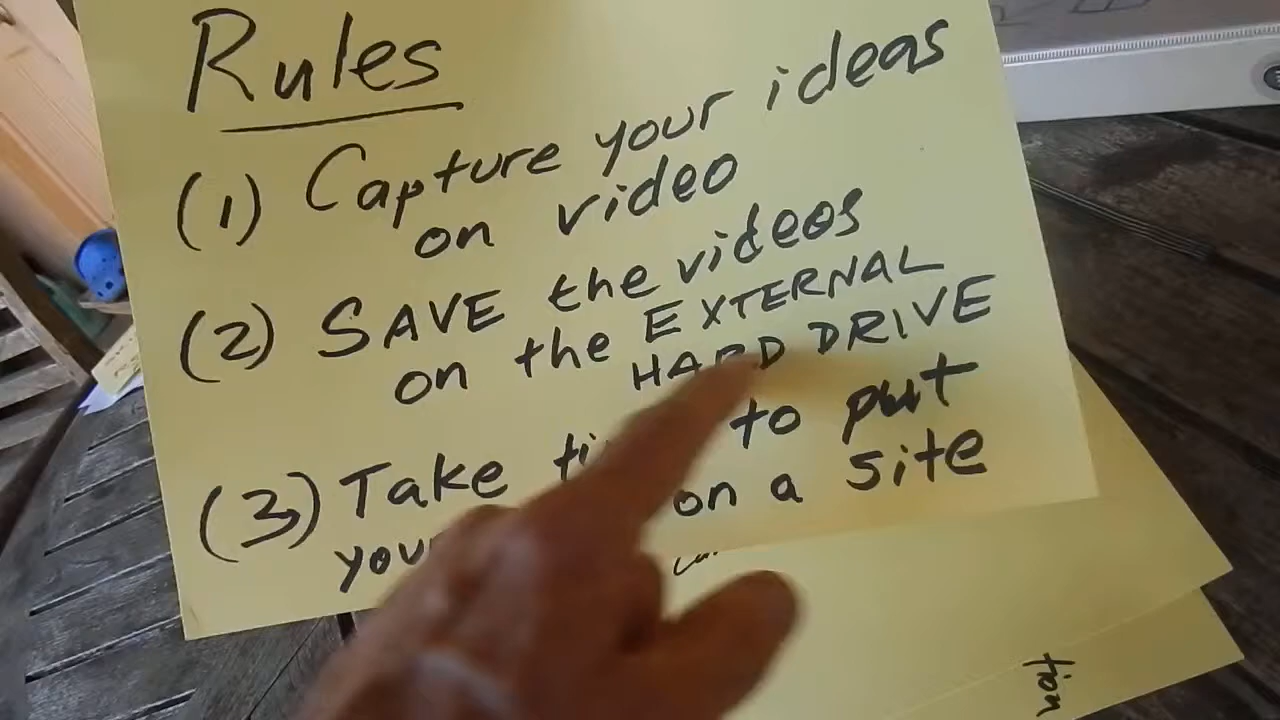 Rules
(1) Capture your ideas
on video
(2) SAVE the videos
on the EXTERNAL
HARD DRIVE
(3) Take to put
on a site